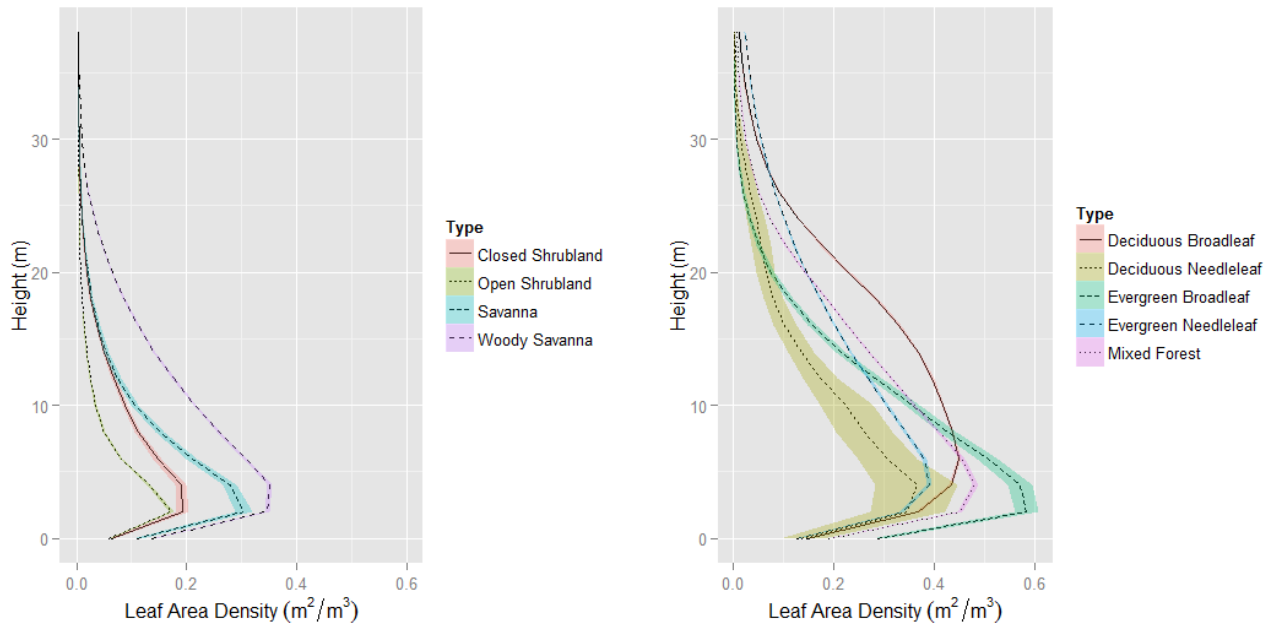 30
20
10
0
Height (m)
0.0 0.2 0.4 0.6
Leaf Area Density (m²/m³)
Type
Closed Shrubland
Open Shrubland
Savanna
Woody Savanna
30
20
10
0
Height (m)
0.0 0.2 0.4 0.6
Leaf Area Density (m²/m³)
Type
Deciduous Broadleaf
Deciduous Needleleaf
Evergreen Broadleaf
Evergreen Needleleaf
Mixed Forest